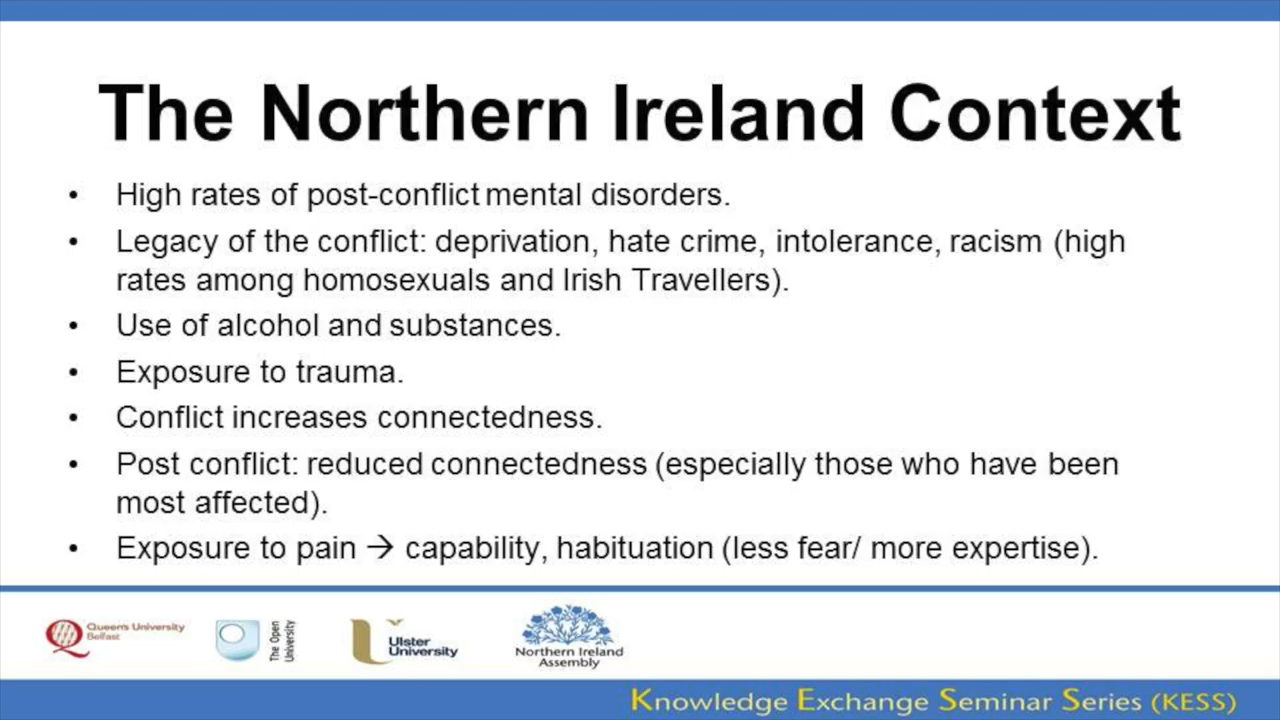 The Northern Ireland Context
• High rates of post-conflict mental disorders.
• Legacy of the conflict: deprivation, hate crime, intolerance, racism (high
rates among homosexuals and Irish Travellers).
• Use of alcohol and substances.
• Exposure to trauma.
• Conflict increases connectedness.
• Post conflict: reduced connectedness (especially those who have been
most affected).
• Exposure to pain → capability, habituation (less fear/ more expertise).
Queen's University
Belfast
The Open
University
Ulster
University
Northern Ireland
Assembly
Knowledge Exchange Seminar Series (KESS)